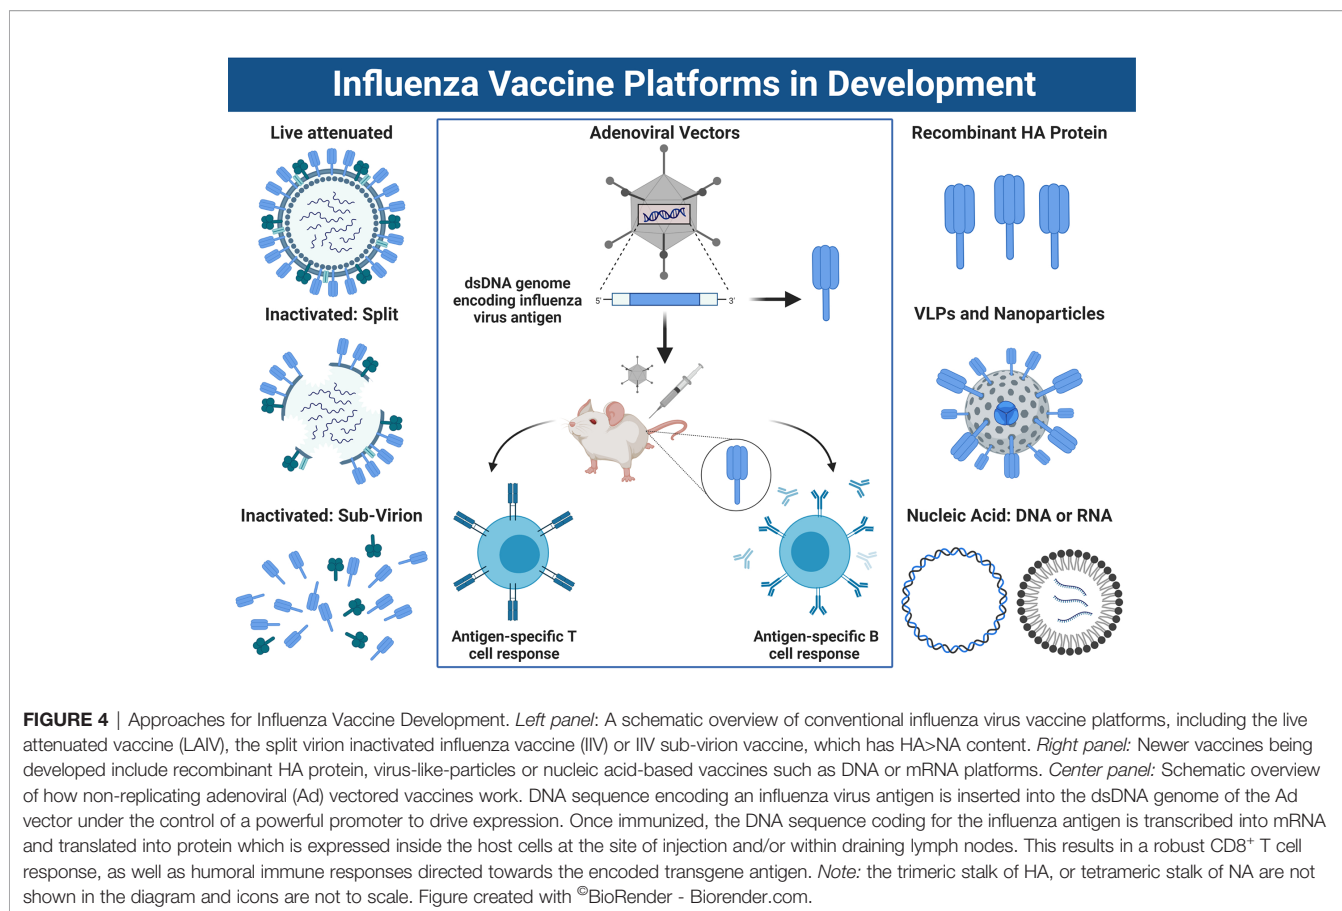 Influenza Vaccine Platforms in Development
Live attenuated
Inactivated: Split
Inactivated: Sub-Virion
Adenoviral Vectors
dsDNA genome
encoding influenza
virus antigen
5'
3'
Antigen-specific T
cell response
Antigen-specific B
cell response
Recombinant HA Protein
VLPs and Nanoparticles
Nucleic Acid: DNA or RNA
FIGURE 4 | Approaches for Influenza Vaccine Development. Left panel: A schematic overview of conventional influenza virus vaccine platforms, including the live
attenuated vaccine (LAIV), the split virion inactivated influenza vaccine (IIV) or IIV sub-virion vaccine, which has HA>NA content. Right panel: Newer vaccines being
developed include recombinant HA protein, virus-like-particles or nucleic acid-based vaccines such as DNA or mRNA platforms. Center panel: Schematic overview
of how non-replicating adenoviral (Ad) vectored vaccines work. DNA sequence encoding an influenza virus antigen is inserted into the dsDNA genome of the Ad
vector under the control of a powerful promoter to drive expression. Once immunized, the DNA sequence coding for the influenza antigen is transcribed into mRNA
and translated into protein which is expressed inside the host cells at the site of injection and/or within draining lymph nodes. This results in a robust CD8⁺ T cell
response, as well as humoral immune responses directed towards the encoded transgene antigen. Note: the trimeric stalk of HA, or tetrameric stalk of NA are not
shown in the diagram and icons are not to scale. Figure created with ©BioRender - Biorender.com.